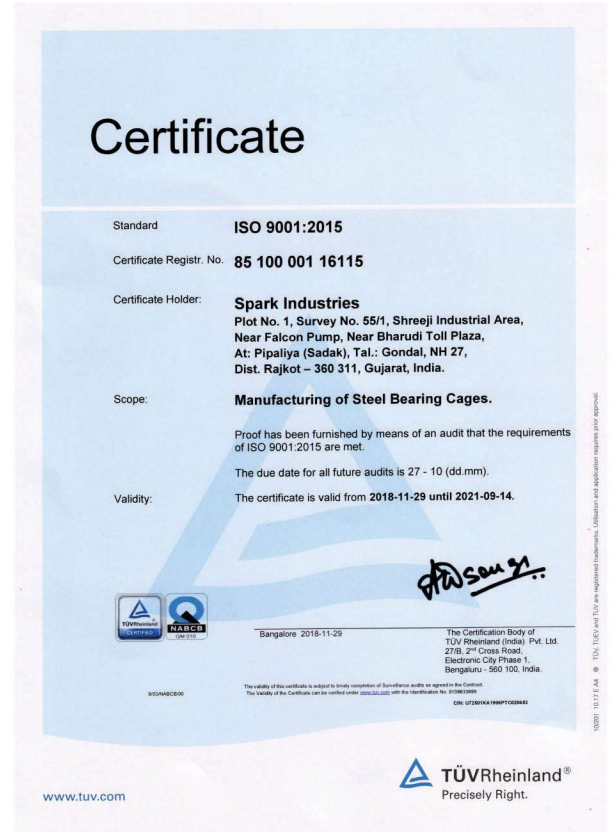 Certificate
Standard ISO 9001:2015
Certificate Registr. No. 85 100 001 16115
Certificate Holder: Spark Industries
Plot No. 1, Survey No. 55/1, Shreeji Industrial Area,
Near Falcon Pump, Near Bharudi Toll Plaza,
At: Pipaliya (Sadak), Tal.: Gondal, NH 27,
Dist. Rajkot – 360 311, Gujarat, India.
Scope: Manufacturing of Steel Bearing Cages.
Proof has been furnished by means of an audit that the requirements
of ISO 9001:2015 are met.
The due date for all future audits is 27 - 10 (dd.mm).
Validity: The certificate is valid from 2018-11-29 until 2021-09-14.
TÜVRheinland
CERTIFIED
NABCB
QM 010
Bangalore 2018-11-29
The Certification Body of
TÜV Rheinland (India) Pvt. Ltd.
27/B, 2nd Cross Road,
Electronic City Phase 1,
Bengaluru - 560 100, India.
9/03/NABCB/00
The validity of this certificate is subject to timely completion of Surveillance audits as agreed in the Contract.
The Validity of the Certificate can be verified under www.tuv.com with the Identification No. 9108633699
CIN: U72501KA1996PTC020653
10/201 10.17 E A4 ® TÜV, TUEV and TUV are registered trademarks. Utilisation and application requires prior approval.
www.tuv.com
TÜVRheinland®
Precisely Right.